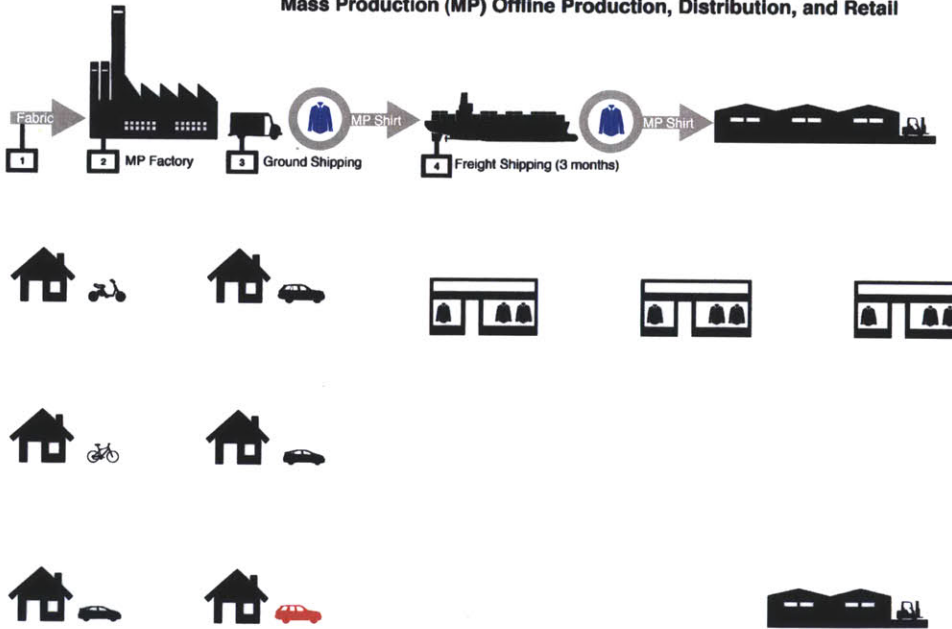 Mass Production (MP) Offline Production, Distribution, and Retail
Fabric
MP Shirt
MP Shirt
1
2 MP Factory
3 Ground Shipping
4 Freight Shipping (3 months)